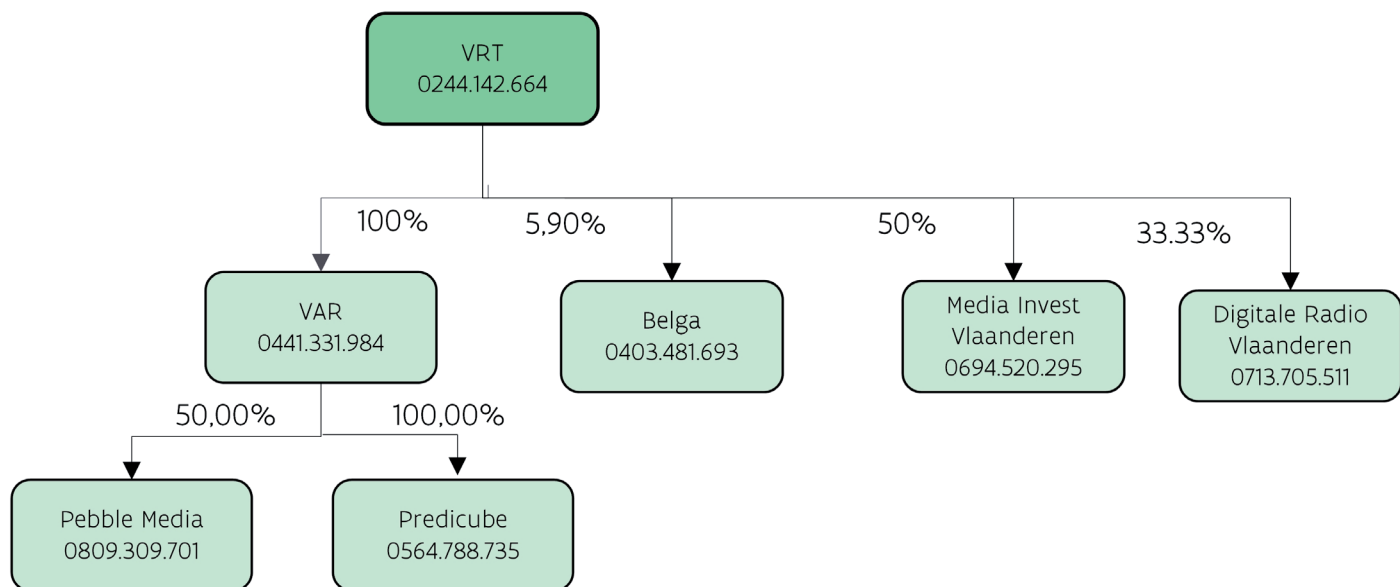 VRT
0244.142.664
100%
5,90%
50%
33.33%
VAR
0441.331.984
Belga
0403.481.693
Media Invest
Vlaanderen
0694.520.295
Digitale Radio
Vlaanderen
0713.705.511
50,00%
100,00%
Pebble Media
0809.309.701
Predicube
0564.788.735